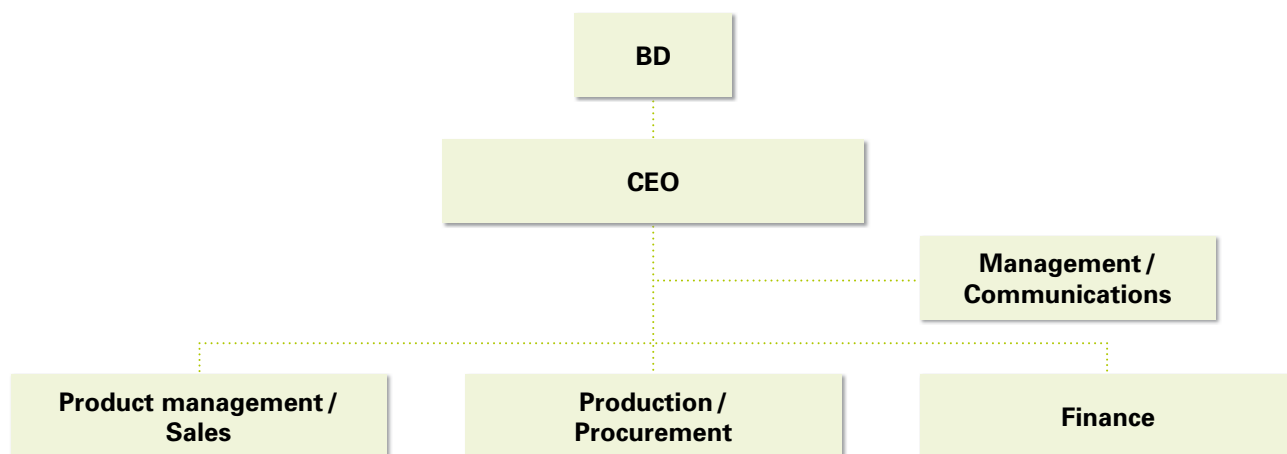 BD
CEO
Management /
Communications
Product management /
Sales
Production /
Procurement
Finance